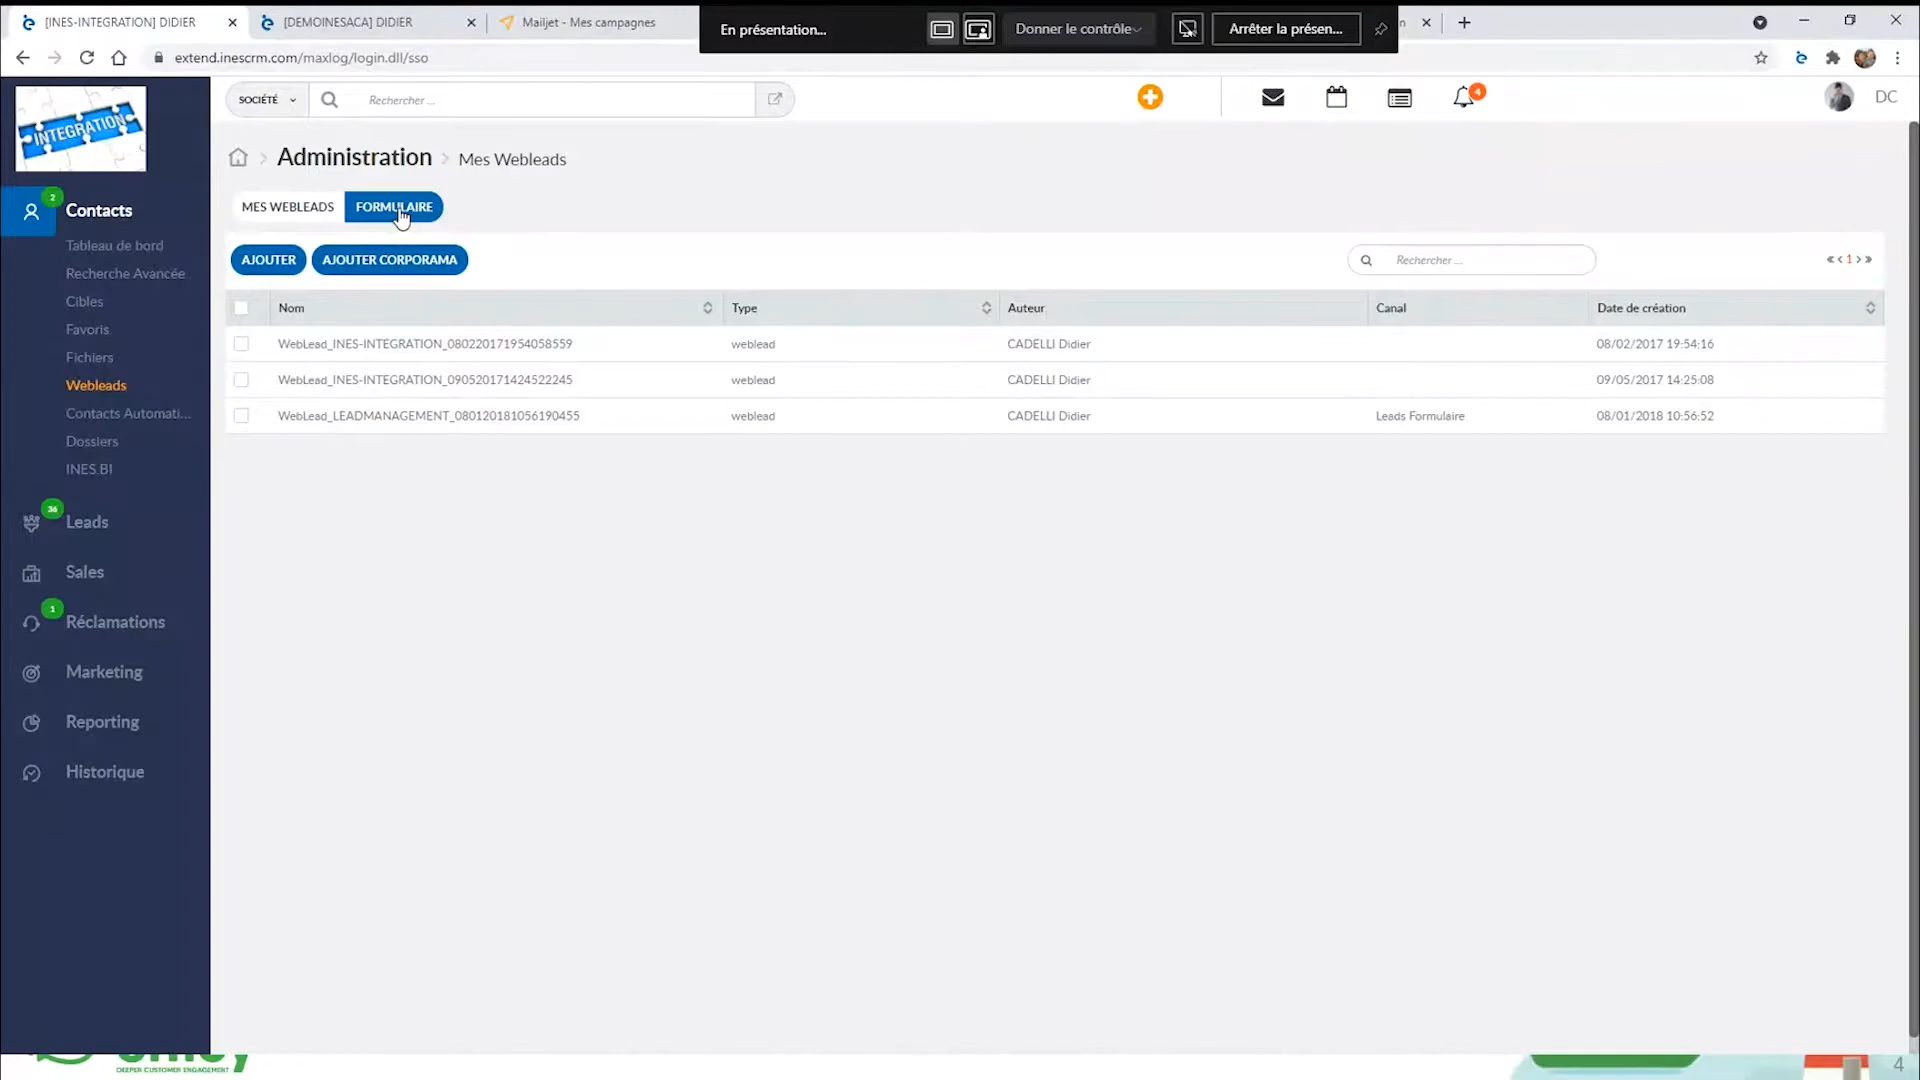 [INES-INTEGRATION] DIDIER
[DEMOINESACA] DIDIER
Mailjet - Mes campagnes
En présentation...
Donner le contrôle
Arrêter la présen...
n
extend.inescrm.com/maxlog/login.dll/sso
INTEGRATION
SOCIÉTÉ
Rechercher ...
4
DC
Administration
Mes Webleads
MES WEBLEADS
FORMULAIRE
AJOUTER
AJOUTER CORPORAMA
Rechercher ...
1
Nom
Type
Auteur
Canal
Date de création
WebLead_INES-INTEGRATION_080220171954058559
weblead
CADELLI Didier
08/02/2017 19:54:16
WebLead_INES-INTEGRATION_090520171424522245
weblead
CADELLI Didier
09/05/2017 14:25:08
WebLead_LEADMANAGEMENT_080120181056190455
weblead
CADELLI Didier
Leads Formulaire
08/01/2018 10:56:52
2
Contacts
Tableau de bord
Recherche Avancée
Cibles
Favoris
Fichiers
Webleads
Contacts Automati...
Dossiers
INES.BI
36
Leads
Sales
1
Réclamations
Marketing
Reporting
Historique
DEEPER CUSTOMER ENGAGEMENT
4